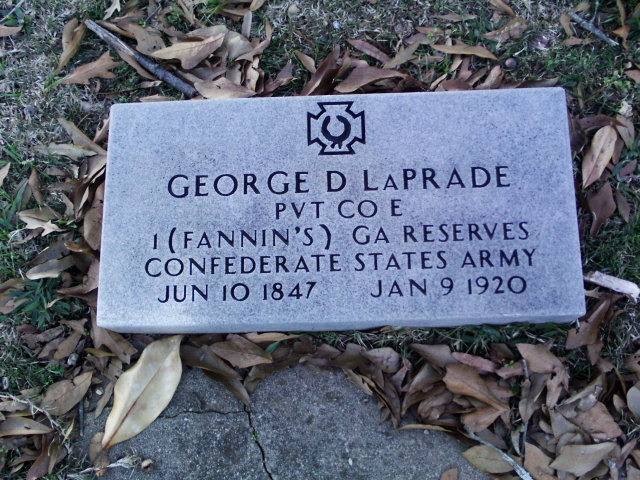 GEORGE D LAPRADE
PVT CO E
1 (FANNIN'S) GA RESERVES
CONFEDERATE STATES ARMY
JUN 10 1847 JAN 9 1920